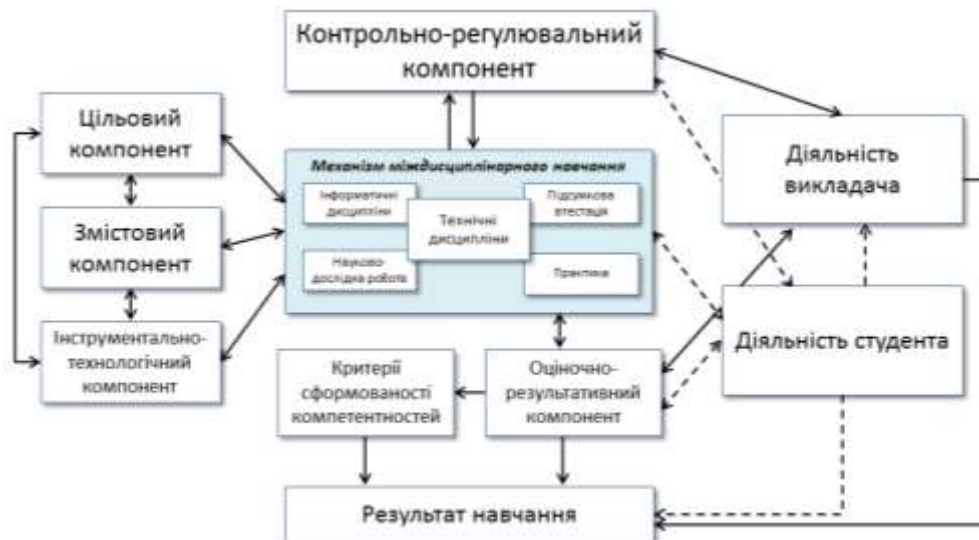 Контрольно-регулювальний
компонент
Цільовий
компонент
Змістовий
компонент
Інструментально-
технологічний
компонент
Механізм міждисциплінарного навчання
Інформатичні
дисципліни
Підсумкова
атестація
Технічні
дисципліни
Науково-
дослідна робота
Практика
Діяльність
викладача
Діяльність студента
Критерії
сформованості
компетентностей
Оціночно-
результативний
компонент
Результат навчання